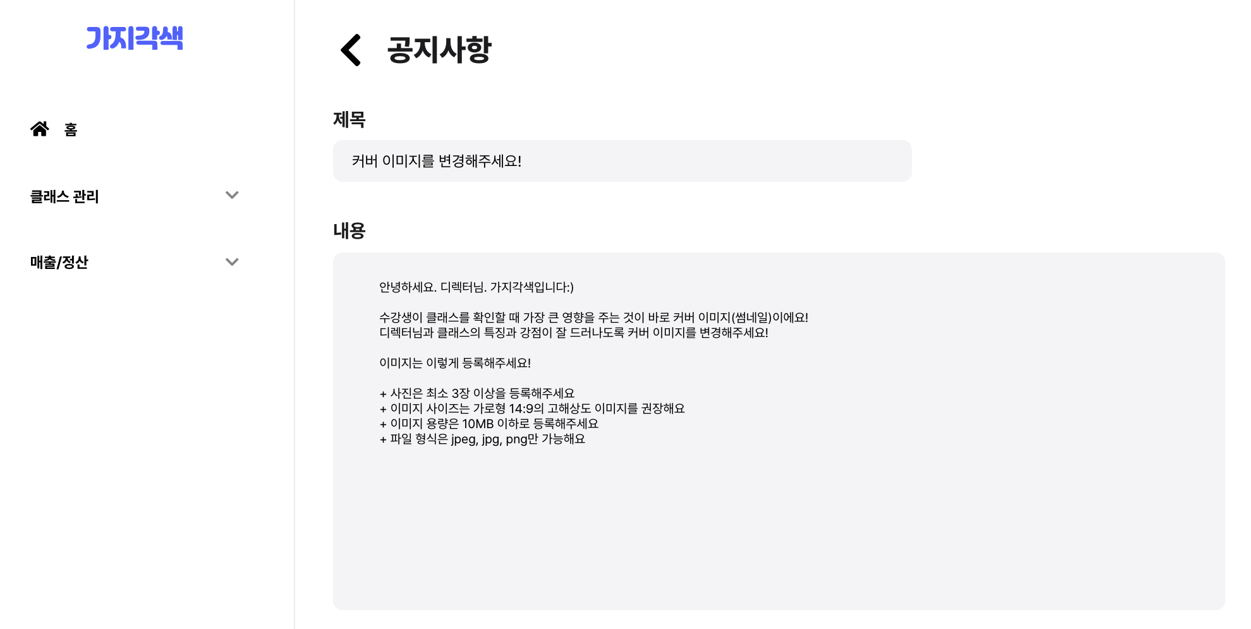 가지각색
홈
클래스 관리
매출/정산
공지사항
제목
커버 이미지를 변경해주세요!
내용
안녕하세요. 디렉터님. 가지각색입니다:)
수강생이 클래스를 확인할 때 가장 큰 영향을 주는 것이 바로 커버 이미지(썸네일)이에요!
디렉터님과 클래스의 특징과 강점이 잘 드러나도록 커버 이미지를 변경해주세요!
이미지는 이렇게 등록해주세요!
+ 사진은 최소 3장 이상을 등록해주세요
+ 이미지 사이즈는 가로형 14:9의 고해상도 이미지를 권장해요
+ 이미지 용량은 10MB 이하로 등록해주세요
+ 파일 형식은 jpeg, jpg, png만 가능해요